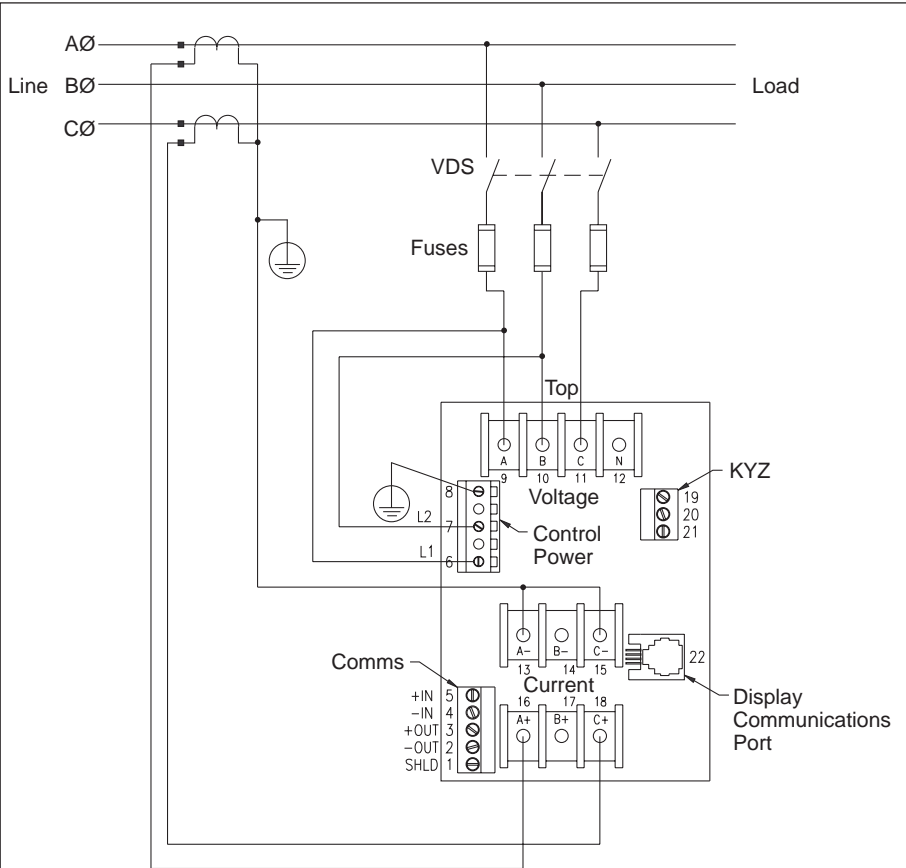 AØ
Line BØ Load
CØ
VDS
Fuses
Top
A B C N
9 10 11 12
Voltage
KYZ
19
20
21
8
L2
7
L1
6
Control
Power
A- B- C-
13 14 15
22
Comms
Current
16 17 18
A+ B+ C+
+IN 5
-IN 4
+OUT 3
-OUT 2
SHLD 1
Display
Communications
Port